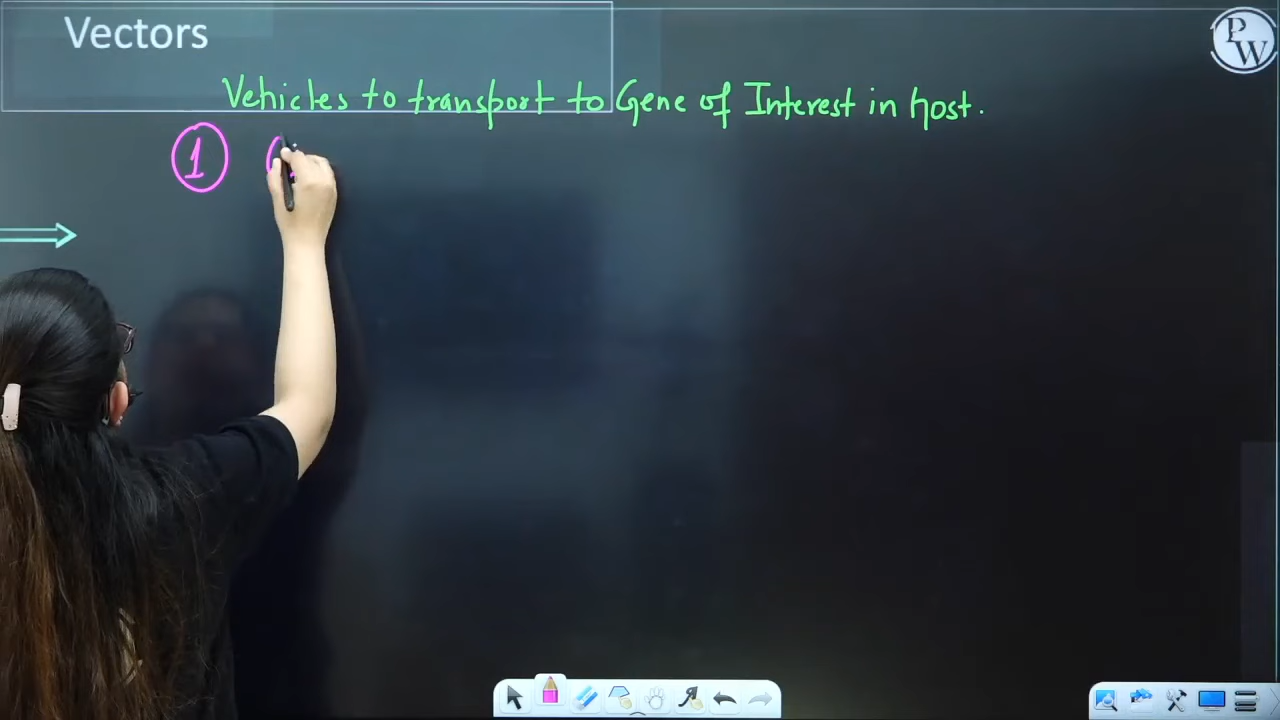 Vectors
PW
Vehicles to transport to Gene of Interest in host.
1